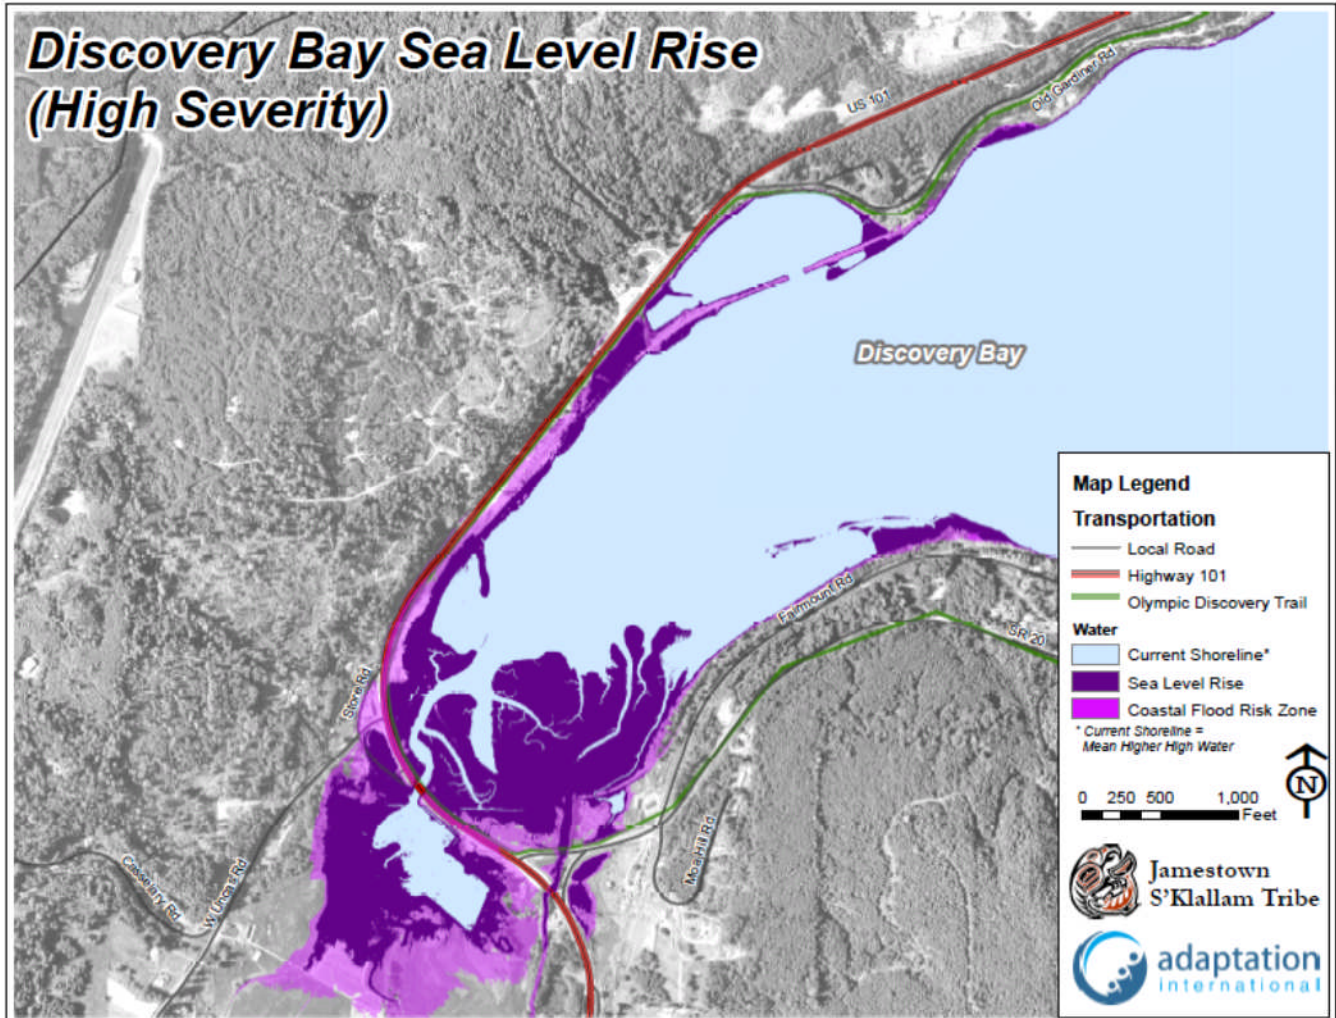 Discovery Bay Sea Level Rise
(High Severity)
US 101
Old Gardiner Rd
Discovery Bay
Fairmount Rd
SR 20
Store Rd
Moa Hill Rd
W Uncas Rd
Casselary Rd
Map Legend
Transportation
Local Road
Highway 101
Olympic Discovery Trail
Water
Current Shoreline*
Sea Level Rise
Coastal Flood Risk Zone
* Current Shoreline =
Mean Higher High Water
N
0 250 500 1,000
Feet
Jamestown
S'Klallam Tribe
adaptation
international